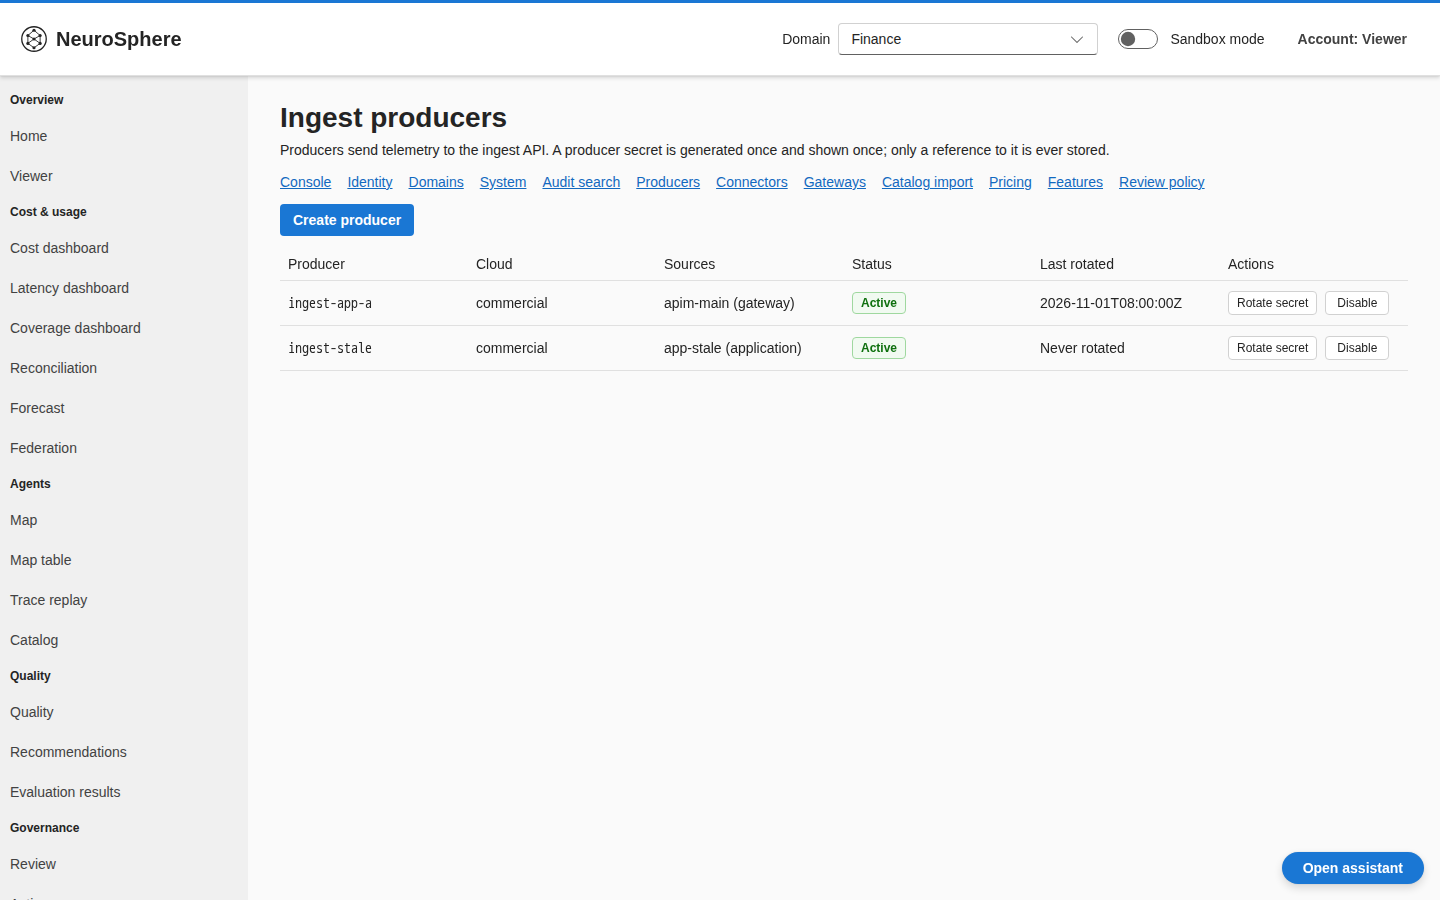 NeuroSphere
Domain
Finance
Sandbox mode
Account: Viewer
Overview
Home
Viewer
Cost & usage
Cost dashboard
Latency dashboard
Coverage dashboard
Reconciliation
Forecast
Federation
Agents
Map
Map table
Trace replay
Catalog
Quality
Quality
Recommendations
Evaluation results
Governance
Review
Ingest producers
Producers send telemetry to the ingest API. A producer secret is generated once and shown once; only a reference to it is ever stored.
Console Identity Domains System Audit search Producers Connectors Gateways Catalog import Pricing Features Review policy
Create producer
Producer Cloud Sources Status Last rotated Actions
ingest-app-a commercial apim-main (gateway) Active 2026-11-01T08:00:00Z Rotate secret Disable
ingest-stale commercial app-stale (application) Active Never rotated Rotate secret Disable
Open assistant